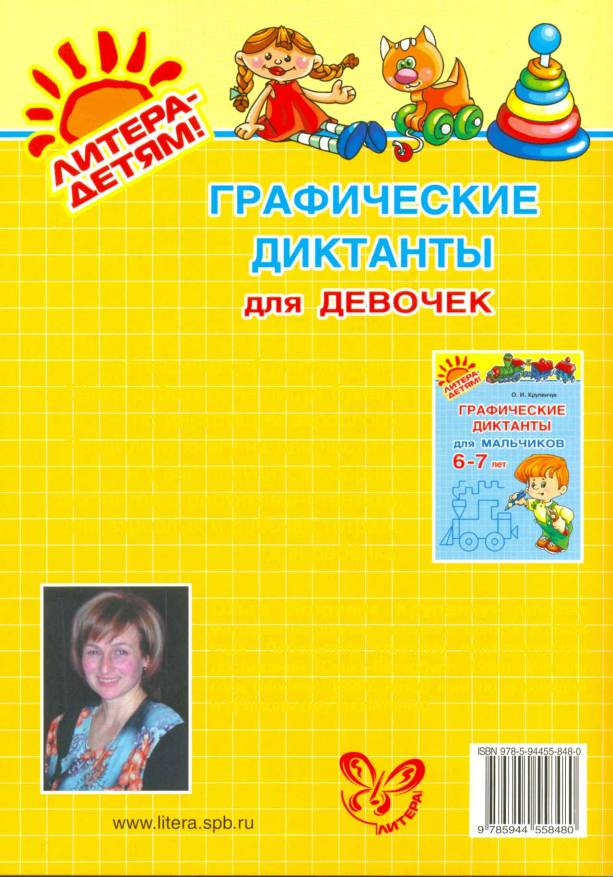 ЛИТЕРА-
ДЕТЯМ!
ГРАФИЧЕСКИЕ
ДИКТАНТЫ
для ДЕВОЧЕК
ЛИТЕРА-
ДЕТЯМ!
О. И. Крупенчук
ГРАФИЧЕСКИЕ
ДИКТАНТЫ
для МАЛЬЧИКОВ
6-7 лет
www.litera.spb.ru
ЛИТЕРА
ISBN 978-5-94455-848-0
9 785944 558480